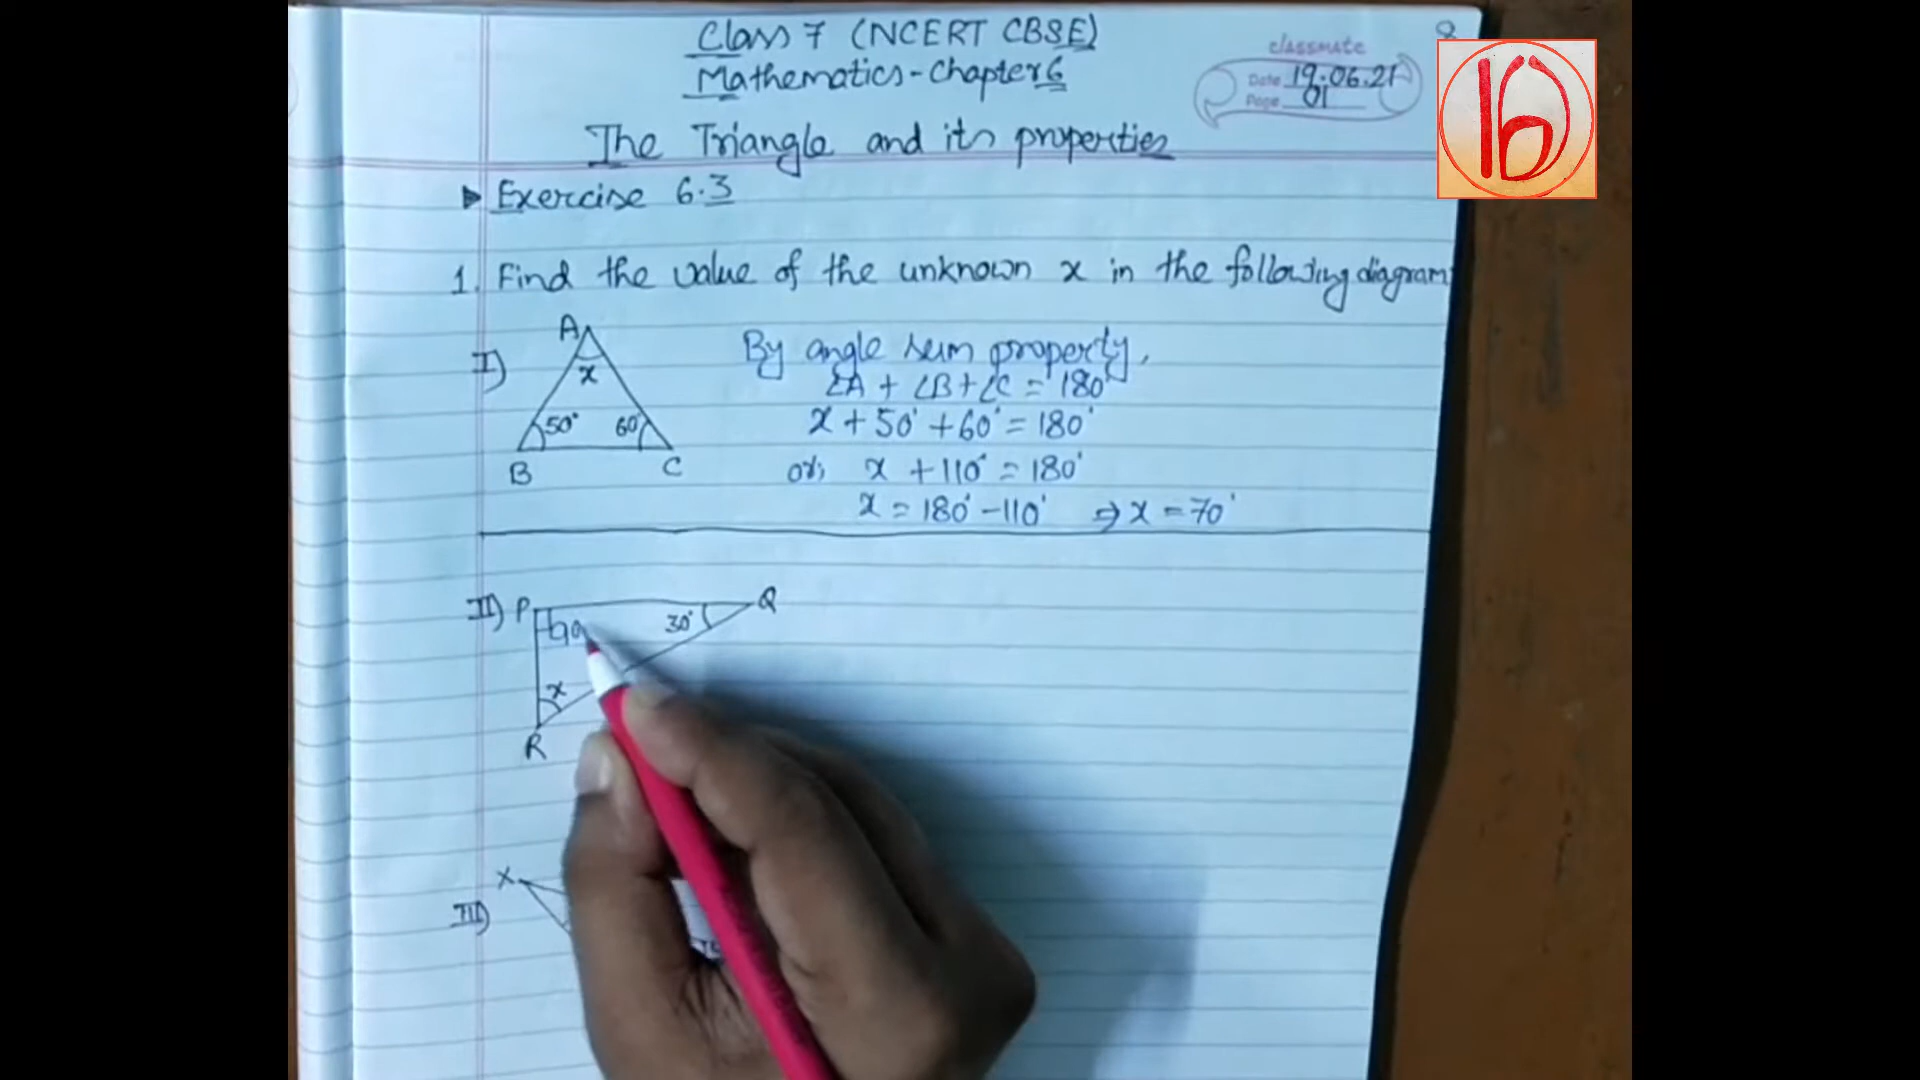 Class 7 (NCERT CBSE)
Mathematics - Chapter 6
classmate
Date 19.06.21
Page 01
The Triangle and its properties
Exercise 6.3
1. Find the value of the unknown x in the following diagram
I)
A
x
50°
60°
B
C
By angle sum property,
∠A + ∠B + ∠C = 180°
x + 50° + 60° = 180°
or, x + 110° = 180°
x = 180° - 110° ⇒ x = 70°
II)
P
Q
90
30°
x
R
III)
X